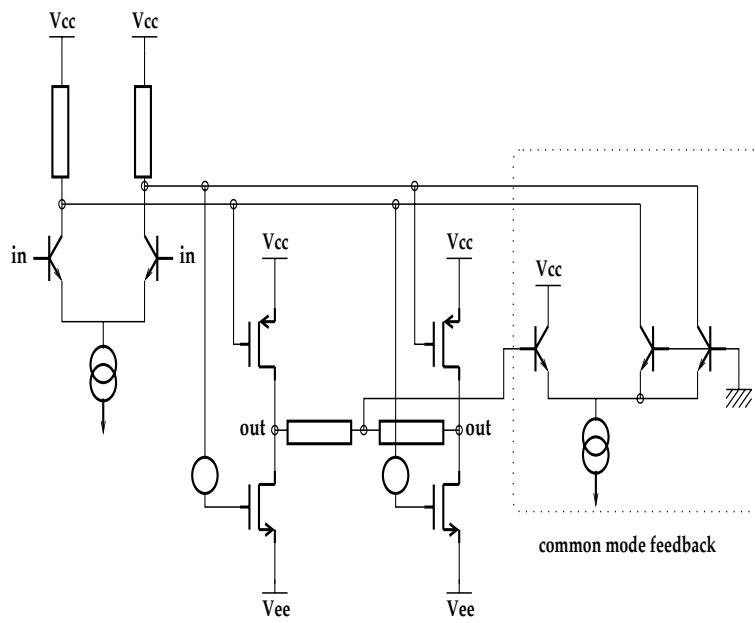 Vcc Vcc
in in
Vcc Vcc
Vcc
out out
common mode feedback
Vee Vee